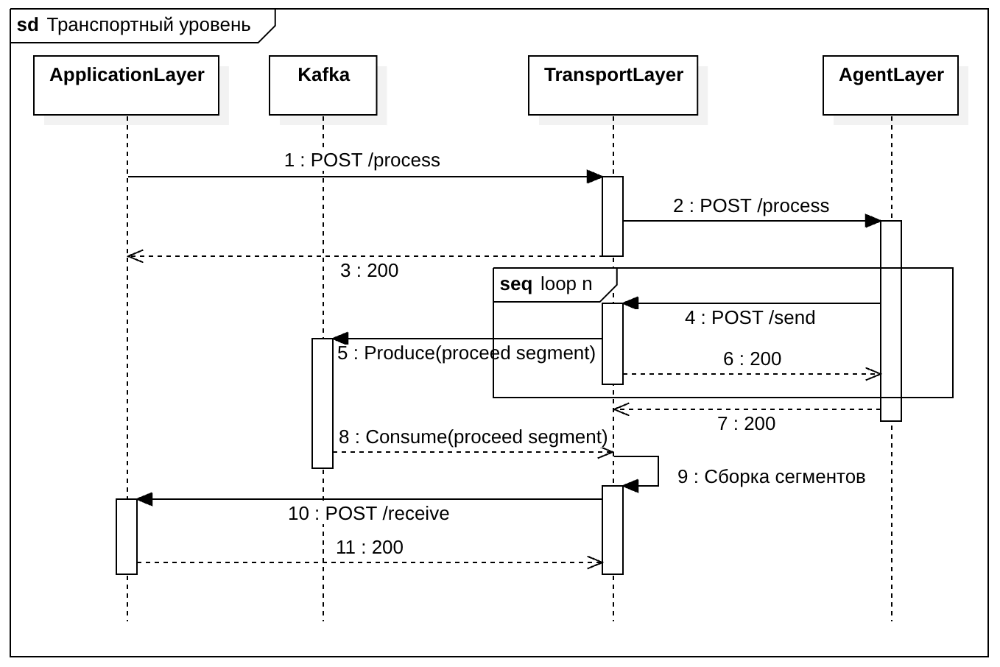 sd Транспортный уровень
ApplicationLayer
Kafka
TransportLayer
AgentLayer
1 : POST /process
2 : POST /process
3 : 200
seq loop n
4 : POST /send
5 : Produce(proceed segment)
6 : 200
7 : 200
8 : Consume(proceed segment)
9 : Сборка сегментов
10 : POST /receive
11 : 200